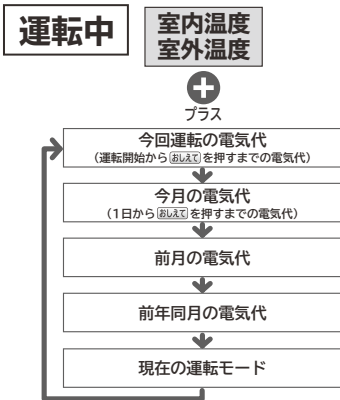 運転中
室内温度
室外温度
プラス
今回運転の電気代
(運転開始からおしえてを押すまでの電気代)
今月の電気代
(1日からおしえてを押すまでの電気代)
前月の電気代
前年同月の電気代
現在の運転モード